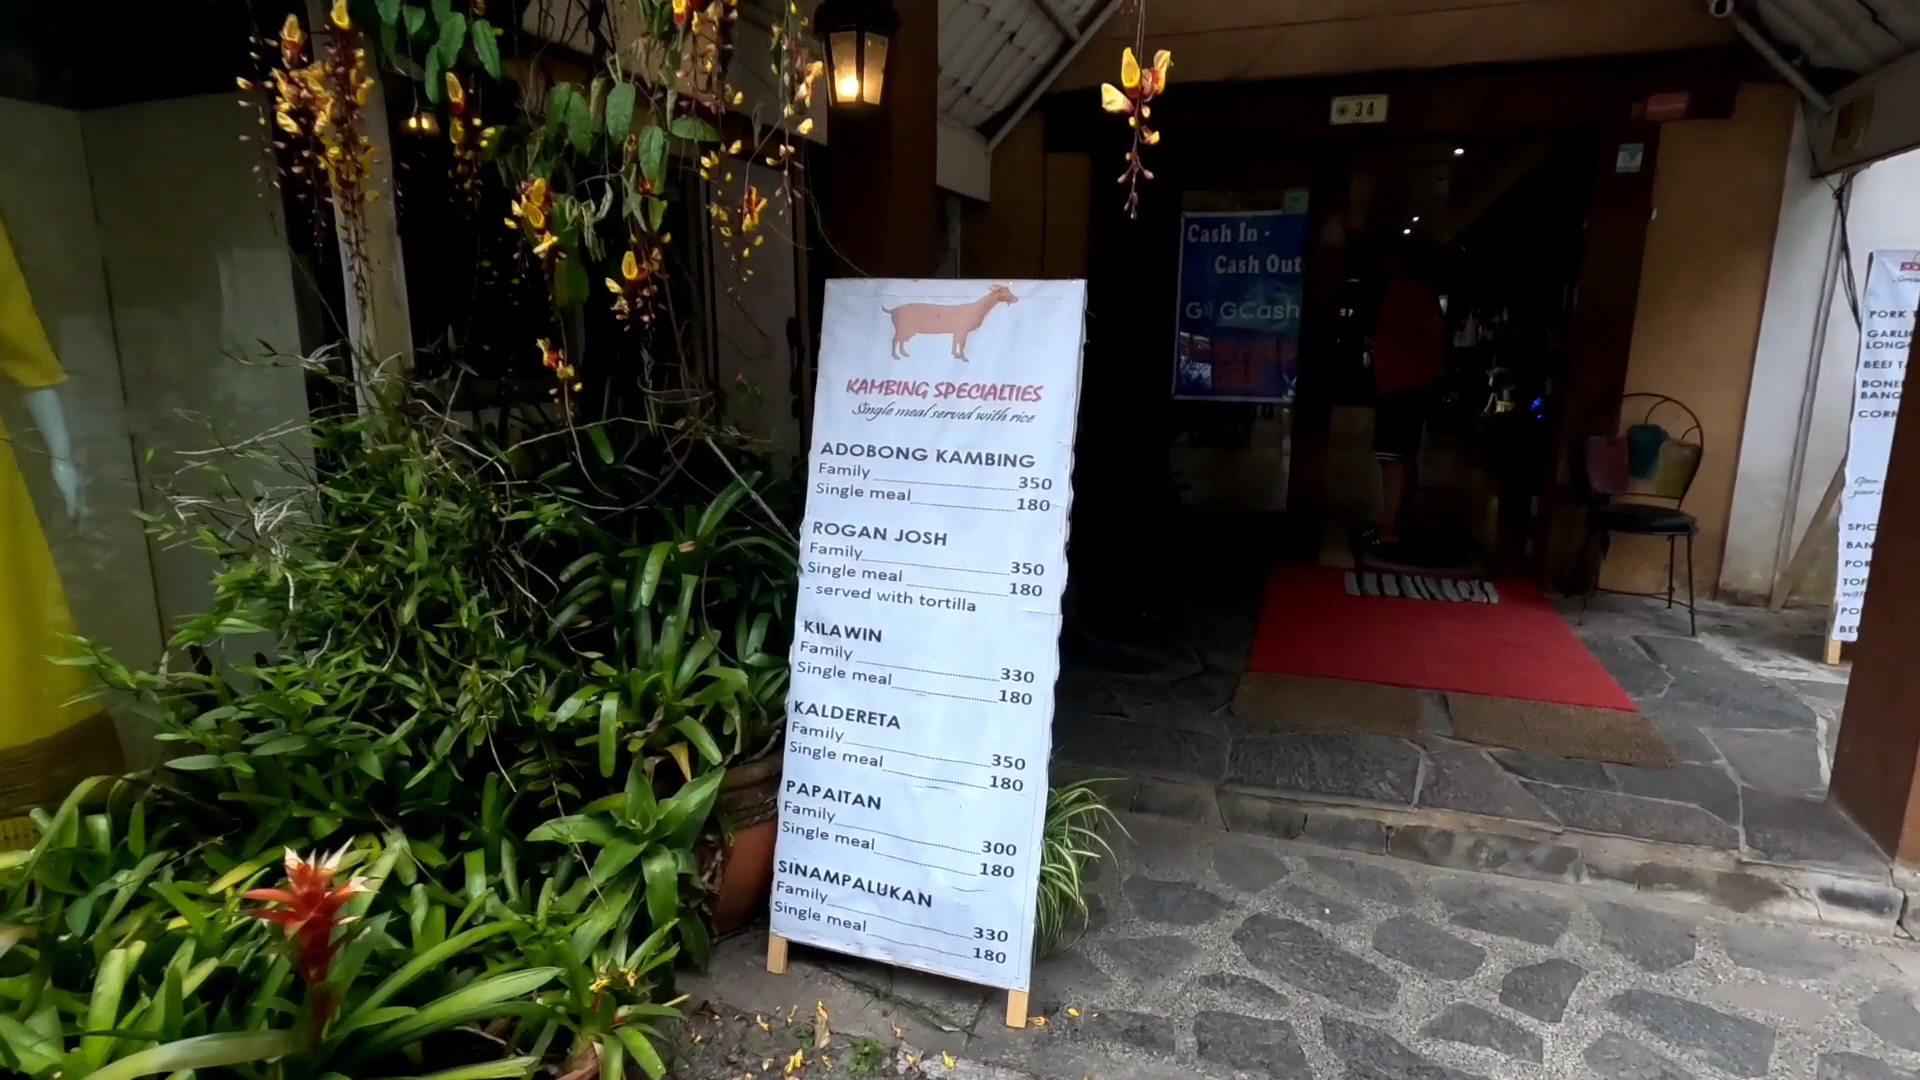 34
Cash In ·
Cash Out
GCash
KAMBING SPECIALTIES
Single meal served with rice
ADOBONG KAMBING
Family 350
Single meal 180
ROGAN JOSH
Family 350
Single meal 180
- served with tortilla
KILAWIN
Family 330
Single meal 180
KALDERETA
Family 350
Single meal 180
PAPAITAN
Family 300
Single meal 180
SINAMPALUKAN
Family 330
Single meal 180
PORK
BEEF